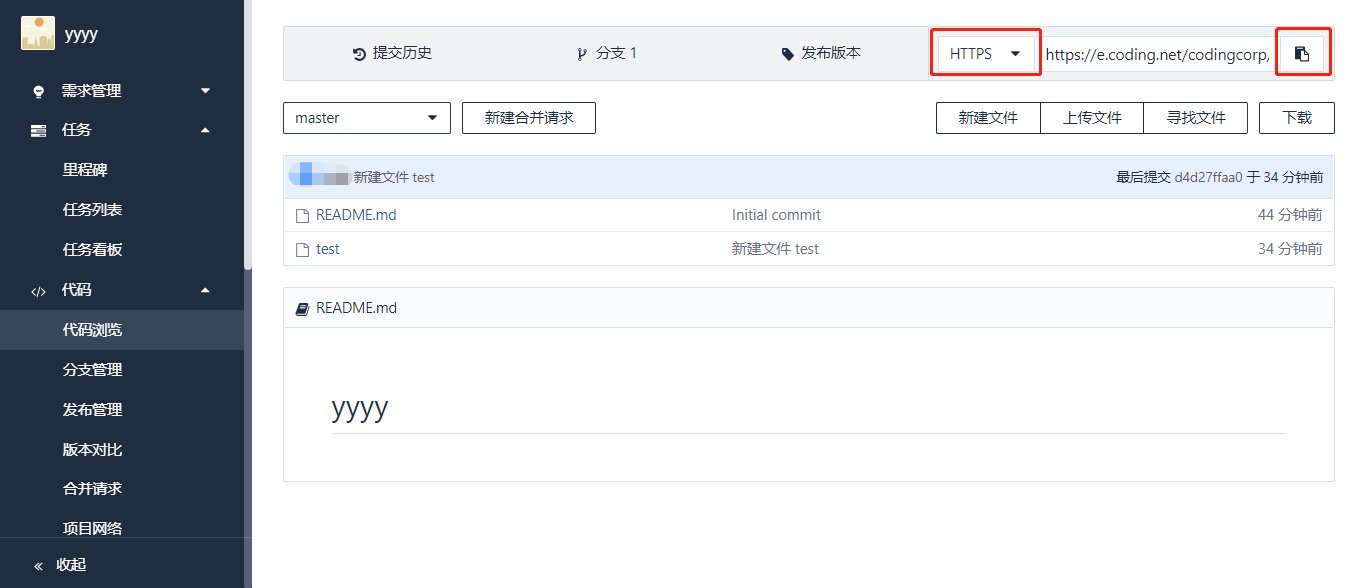 yyyy
需求管理
任务
里程碑
任务列表
任务看板
代码
代码浏览
分支管理
发布管理
版本对比
合并请求
项目网络
收起
提交历史 分支 1 发布版本 HTTPS https://e.coding.net/codingcorp,
master 新建合并请求 新建文件 上传文件 寻找文件 下载
新建文件 test 最后提交 d4d27ffaa0 于 34 分钟前
README.md Initial commit 44 分钟前
test 新建文件 test 34 分钟前
README.md
yyyy